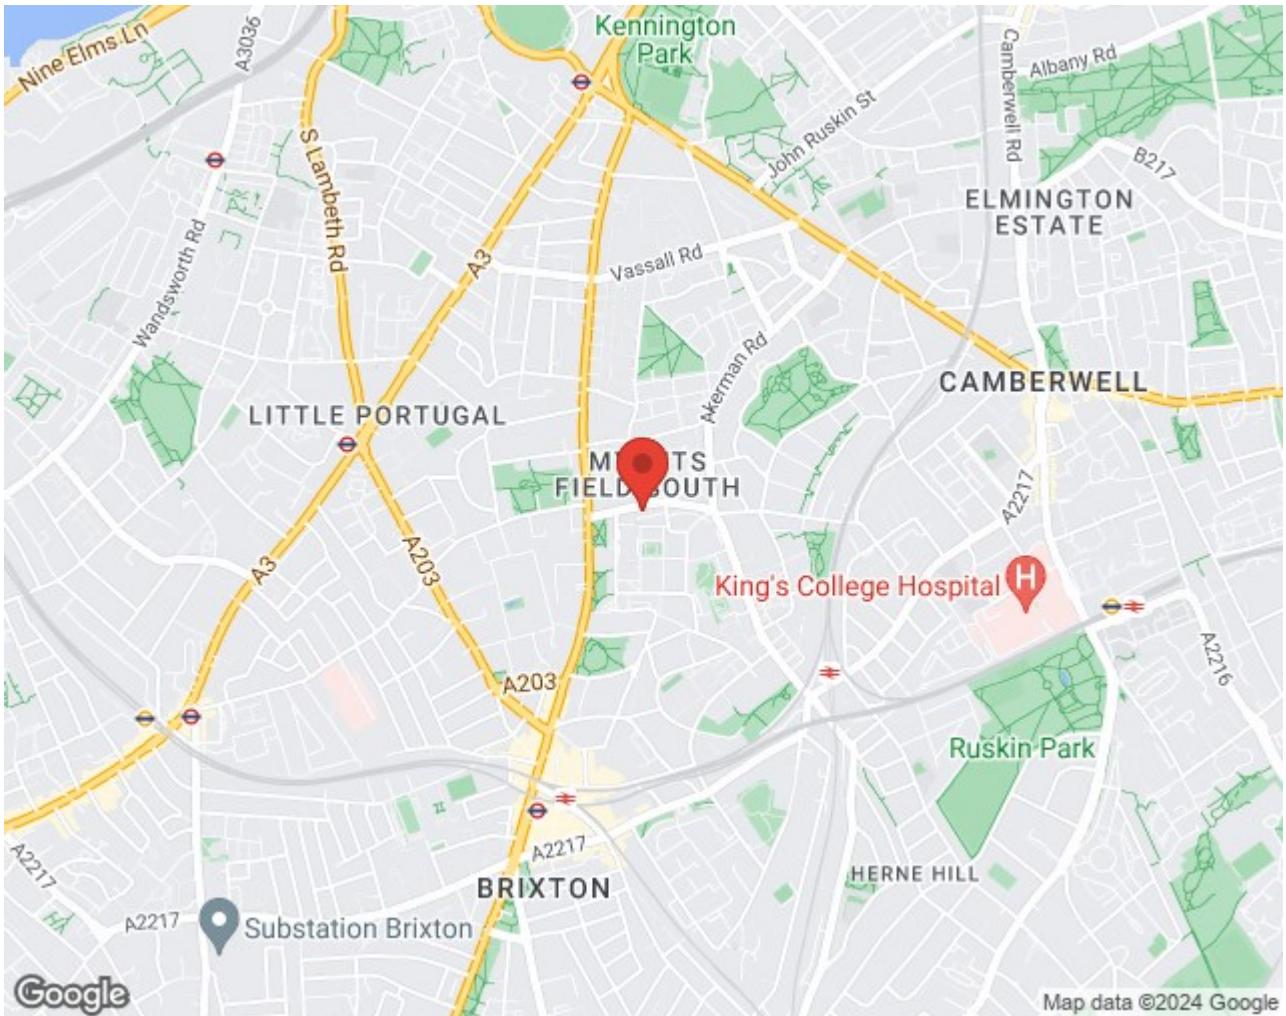 Kennington
Park
Nine Elms Ln
A3036
Camberwell Rd
Albany Rd
John Ruskin St
B217
S Lambeth Rd
ELMINGTON
ESTATE
Wandsworth Rd
A3
Vassall Rd
Akerman Rd
CAMBERWELL
LITTLE PORTUGAL
FIELD SOUTH
A2217
A3
A203
King's College Hospital
H
A2216
A203
Ruskin Park
A2217
A2217
HERNE HILL
BRIXTON
A2217
Substation Brixton
Google
Map data ©2024 Google